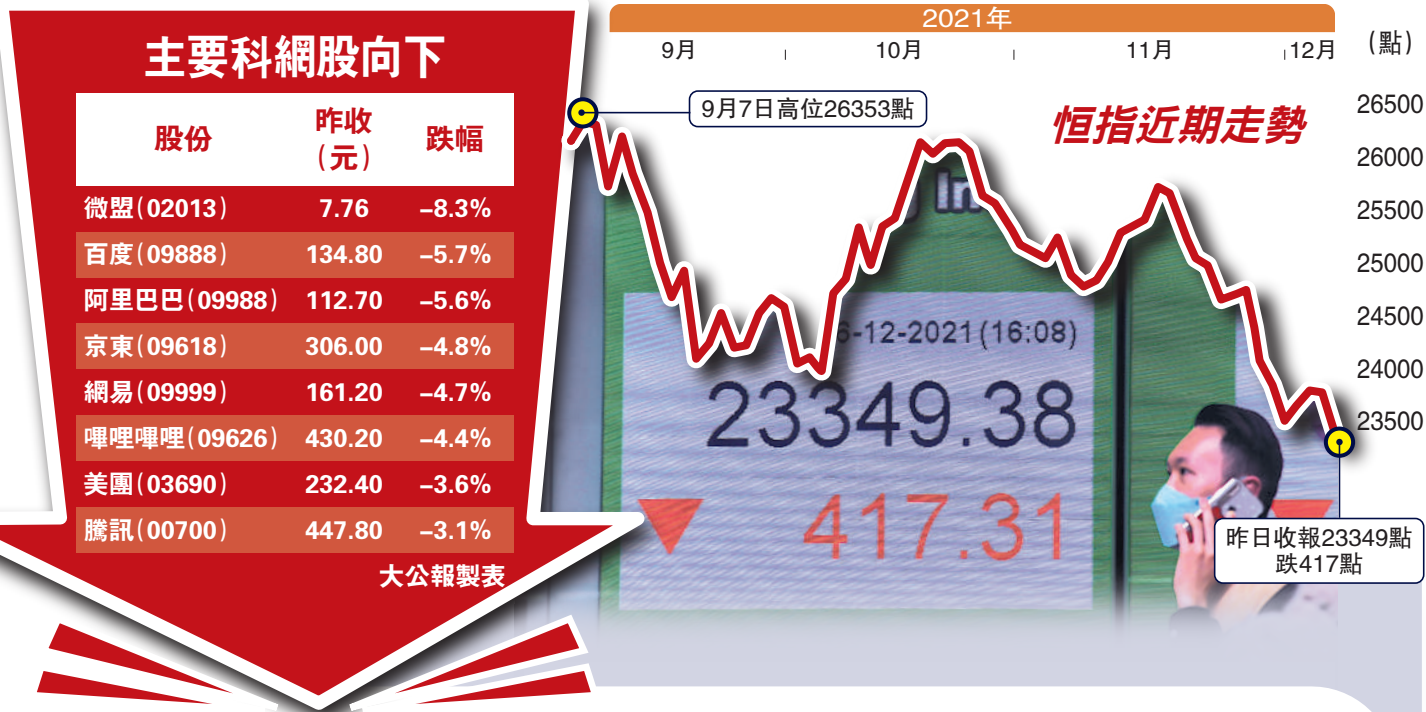 主要科網股向下
股份 昨收(元) 跌幅
微盟(02013) 7.76 –8.3%
百度(09888) 134.80 –5.7%
阿里巴巴(09988) 112.70 –5.6%
京東(09618) 306.00 –4.8%
網易(09999) 161.20 –4.7%
嗶哩嗶哩(09626) 430.20 –4.4%
美團(03690) 232.40 –3.6%
騰訊(00700) 447.80 –3.1%
大公報製表
2021年
9月 10月 11月 12月 (點)
恒指近期走勢
9月7日高位26353點
26500
26000
25500
25000
24500
24000
23500
6-12-2021(16:08)
23349.38
▼ 417.31
昨日收報23349點
跌417點